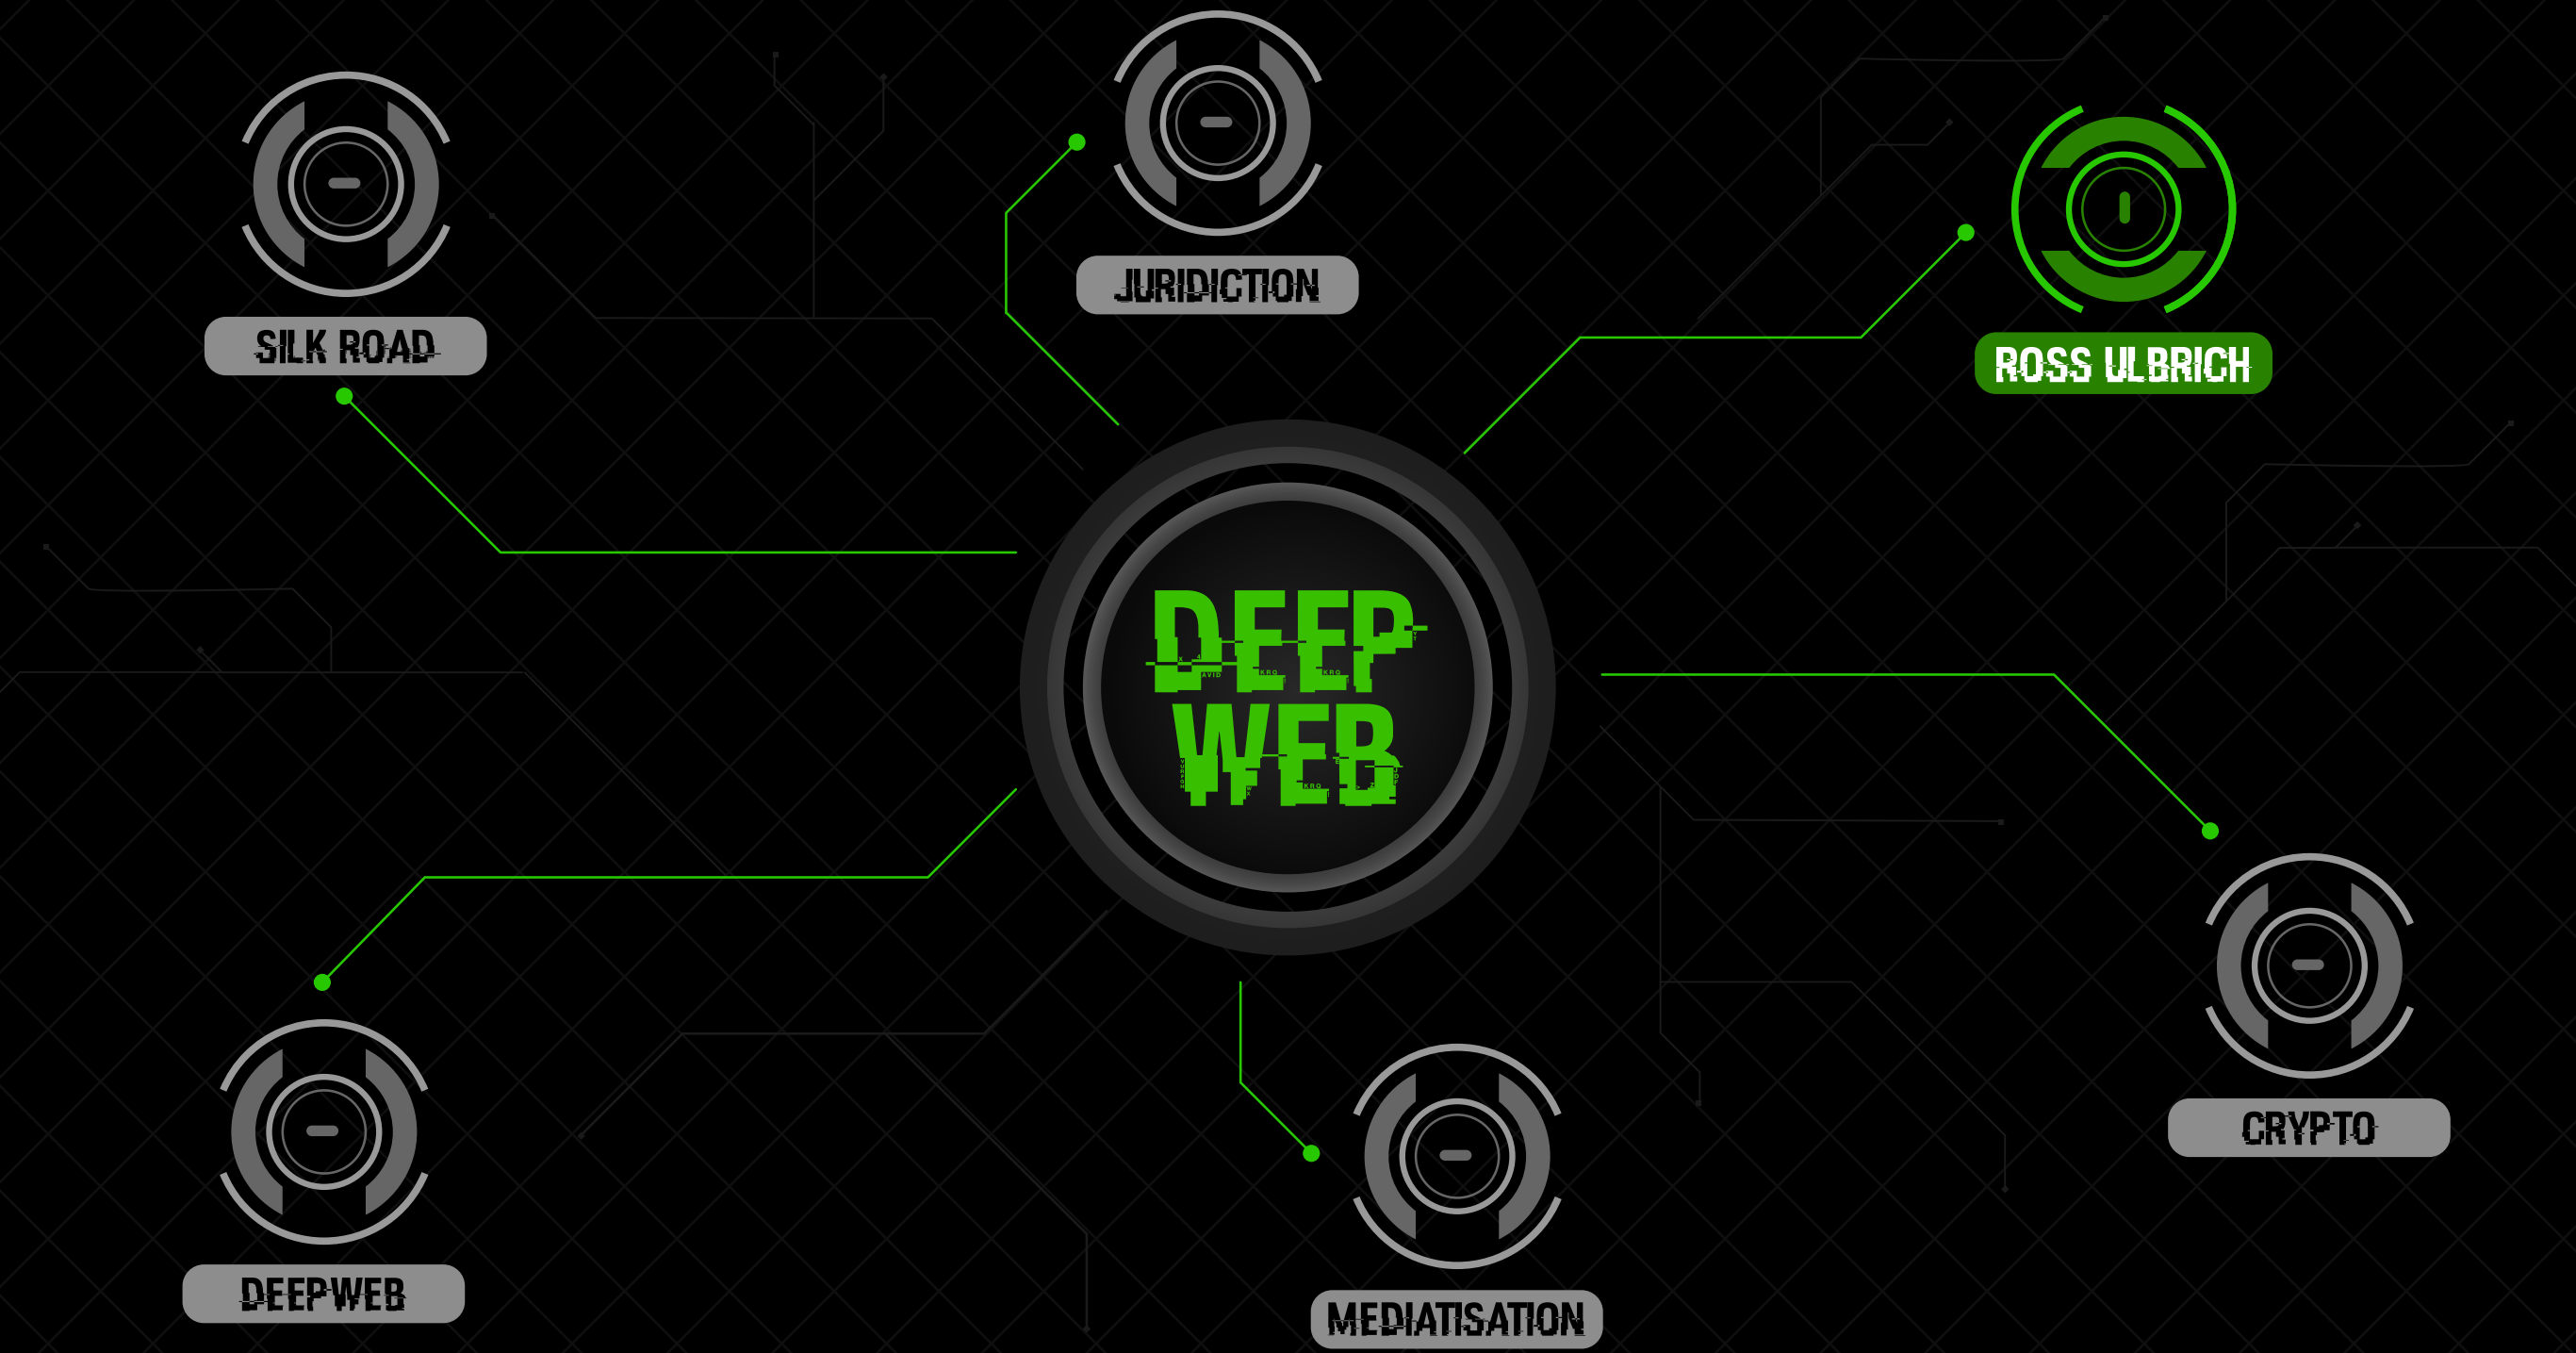 JURIDICTION
SILK ROAD
ROSS ULBRICH
DEEP
WEB
CRYPTO
DEEPWEB
MEDIATISATION